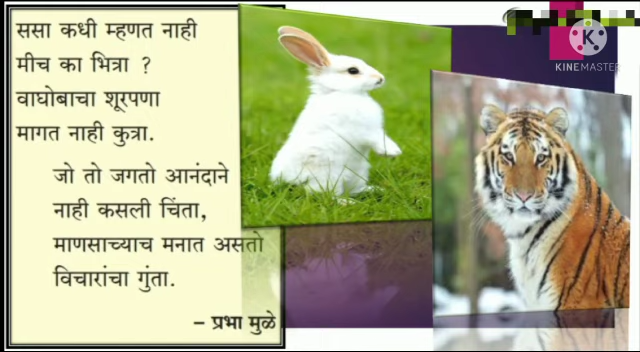 ससा कधी म्हणत नाही
मीच का भित्रा ?
वाघोबाचा शूरपणा
मागत नाही कुत्रा.
जो तो जगतो आनंदाने
नाही कसली चिंता,
माणसाच्याच मनात असतो
विचारांचा गुंता.
– प्रभा मुळे
KINEMASTER